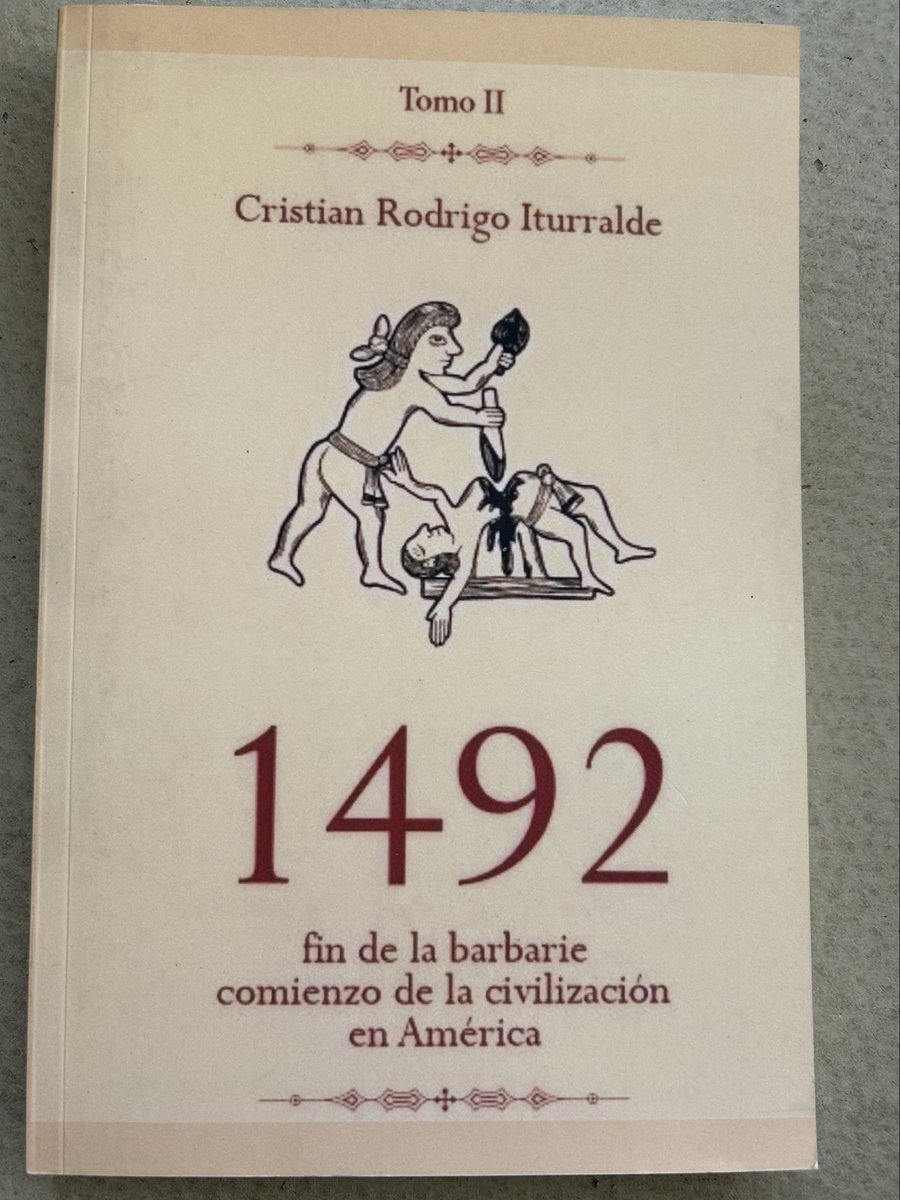 Tomo II
Cristian Rodrigo Iturralde
1492
fin de la barbarie
comienzo de la civilización
en América